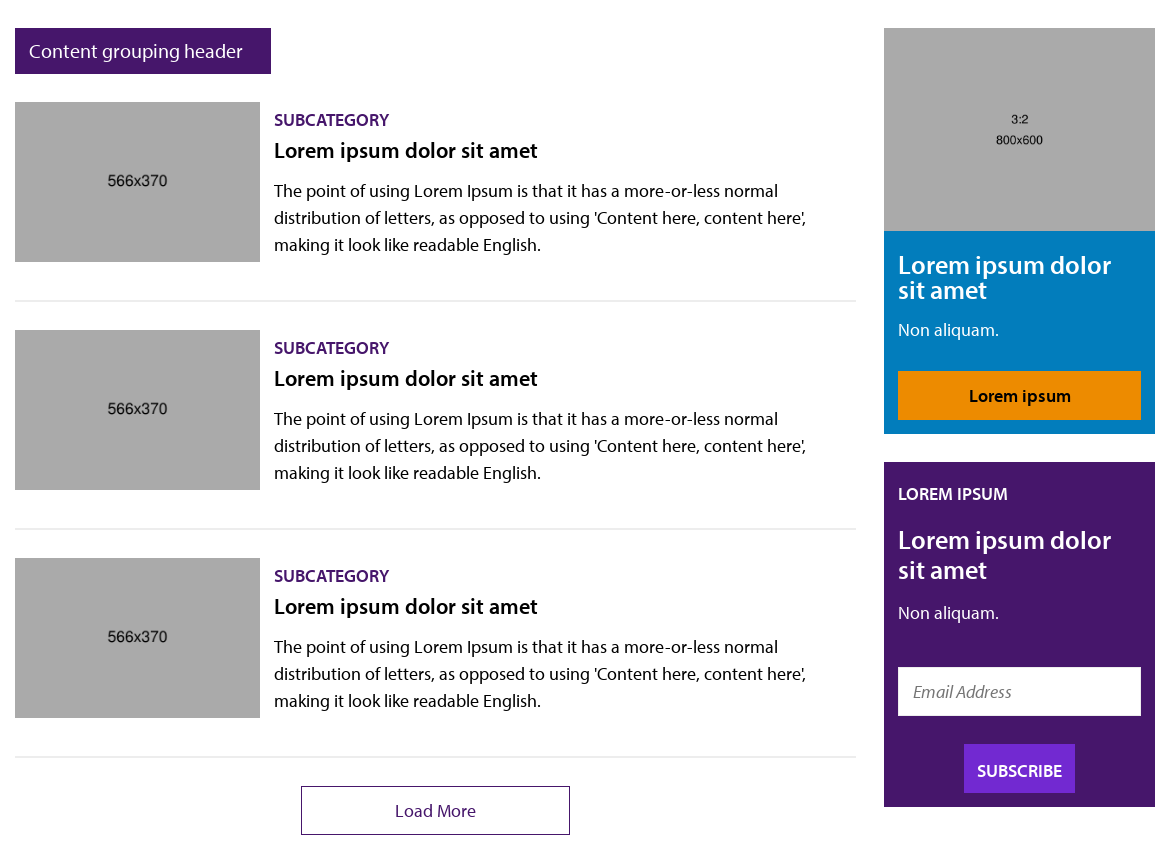 Content grouping header
566x370
SUBCATEGORY
Lorem ipsum dolor sit amet
The point of using Lorem Ipsum is that it has a more-or-less normal
distribution of letters, as opposed to using 'Content here, content here',
making it look like readable English.
566x370
SUBCATEGORY
Lorem ipsum dolor sit amet
The point of using Lorem Ipsum is that it has a more-or-less normal
distribution of letters, as opposed to using 'Content here, content here',
making it look like readable English.
566x370
SUBCATEGORY
Lorem ipsum dolor sit amet
The point of using Lorem Ipsum is that it has a more-or-less normal
distribution of letters, as opposed to using 'Content here, content here',
making it look like readable English.
Load More
3:2
800x600
Lorem ipsum dolor
sit amet
Non aliquam.
Lorem ipsum
LOREM IPSUM
Lorem ipsum dolor
sit amet
Non aliquam.
Email Address
SUBSCRIBE